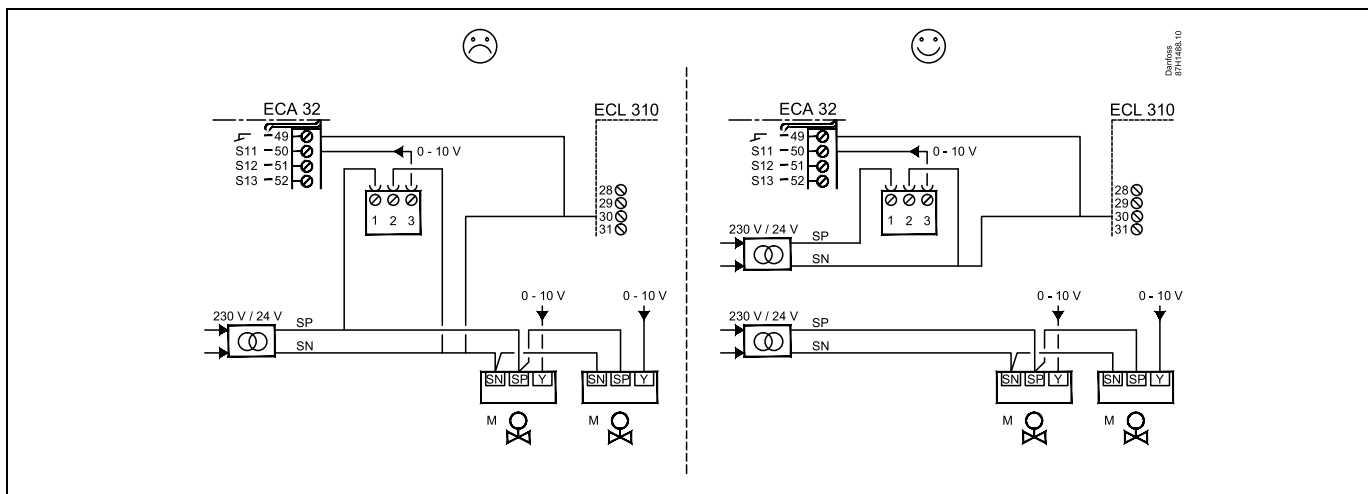 Danfoss
87H1488.10
ECA 32
ECL 310
49
S11 50
S12 51
S13 52
0 - 10 V
1 2 3
28
29
30
31
230 V / 24 V
SP
SN
0 - 10 V
0 - 10 V
SN SP Y
SN SP Y
M
M
ECA 32
ECL 310
49
S11 50
S12 51
S13 52
0 - 10 V
1 2 3
28
29
30
31
230 V / 24 V
SP
SN
230 V / 24 V
SP
SN
0 - 10 V
0 - 10 V
SN SP Y
SN SP Y
M
M